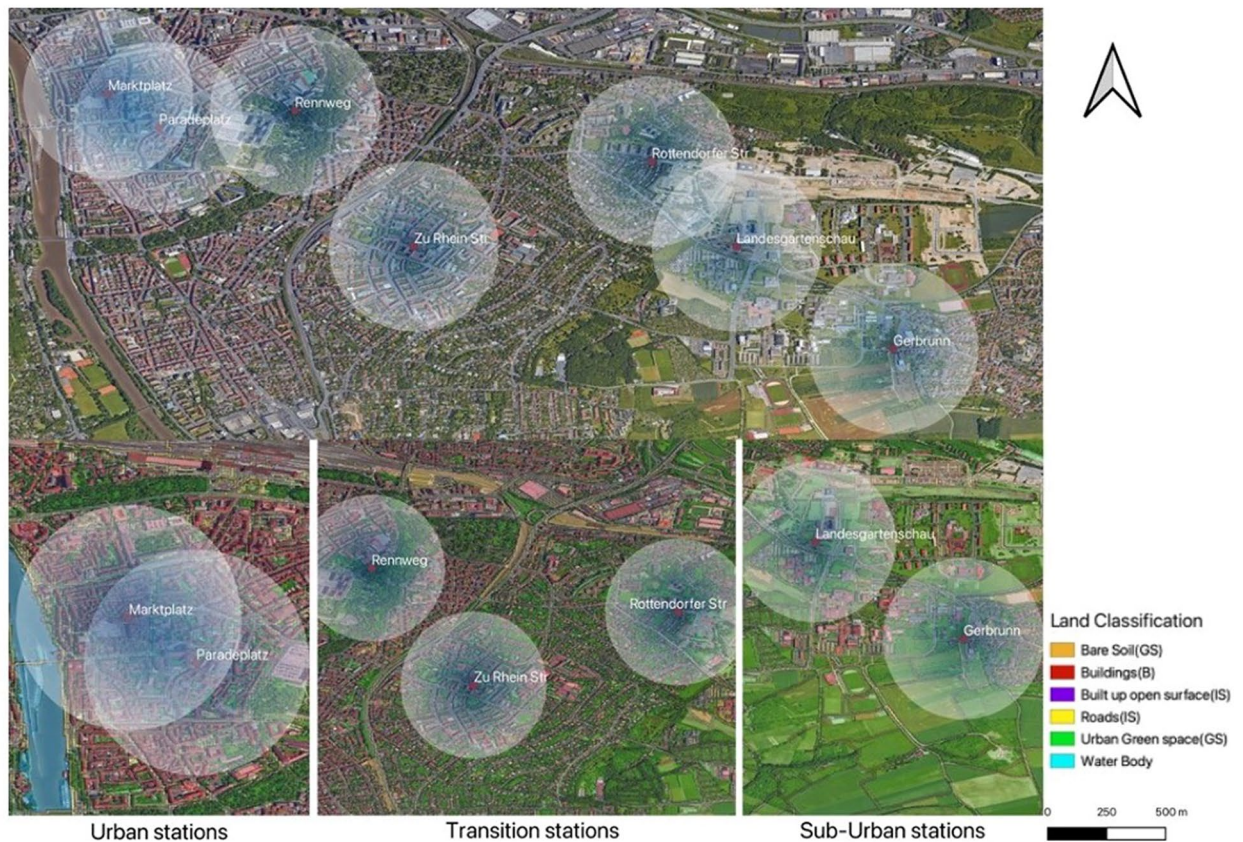 Marktplatz
Paradeplatz
Rennweg
Rottendorfer Str
Zu Rhein Str
Landesgartenschau
Gerbrunn
Marktplatz
Paradeplatz
Rennweg
Rottendorfer Str
Zu Rhein Str
Landesgartenschau
Gerbrunn
Land Classification
Bare Soil(GS)
Buildings(B)
Built up open surface(IS)
Roads(IS)
Urban Green space(GS)
Water Body
0 250 500 m
Urban stations
Transition stations
Sub-Urban stations